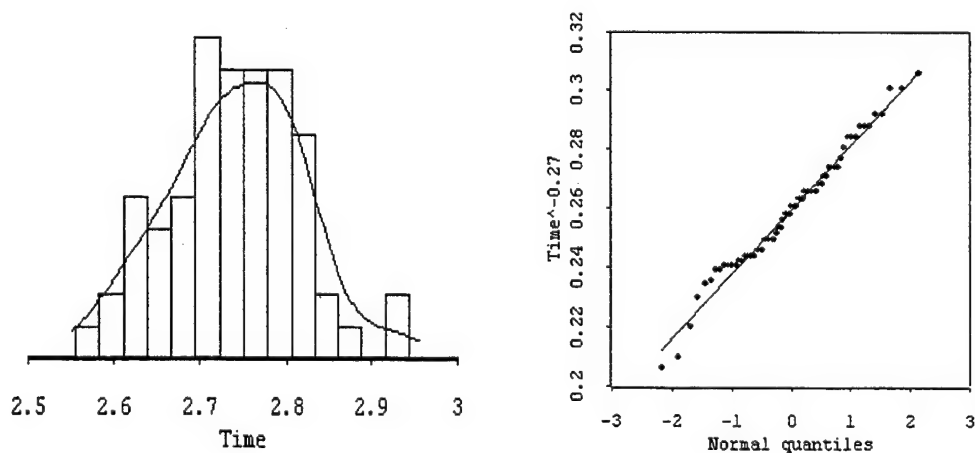 2.5 2.6 2.7 2.8 2.9 3
Time
Time^-0.27
0.2 0.22 0.24 0.26 0.28 0.3 0.32
-3 -2 -1 0 1 2 3
Normal quantiles